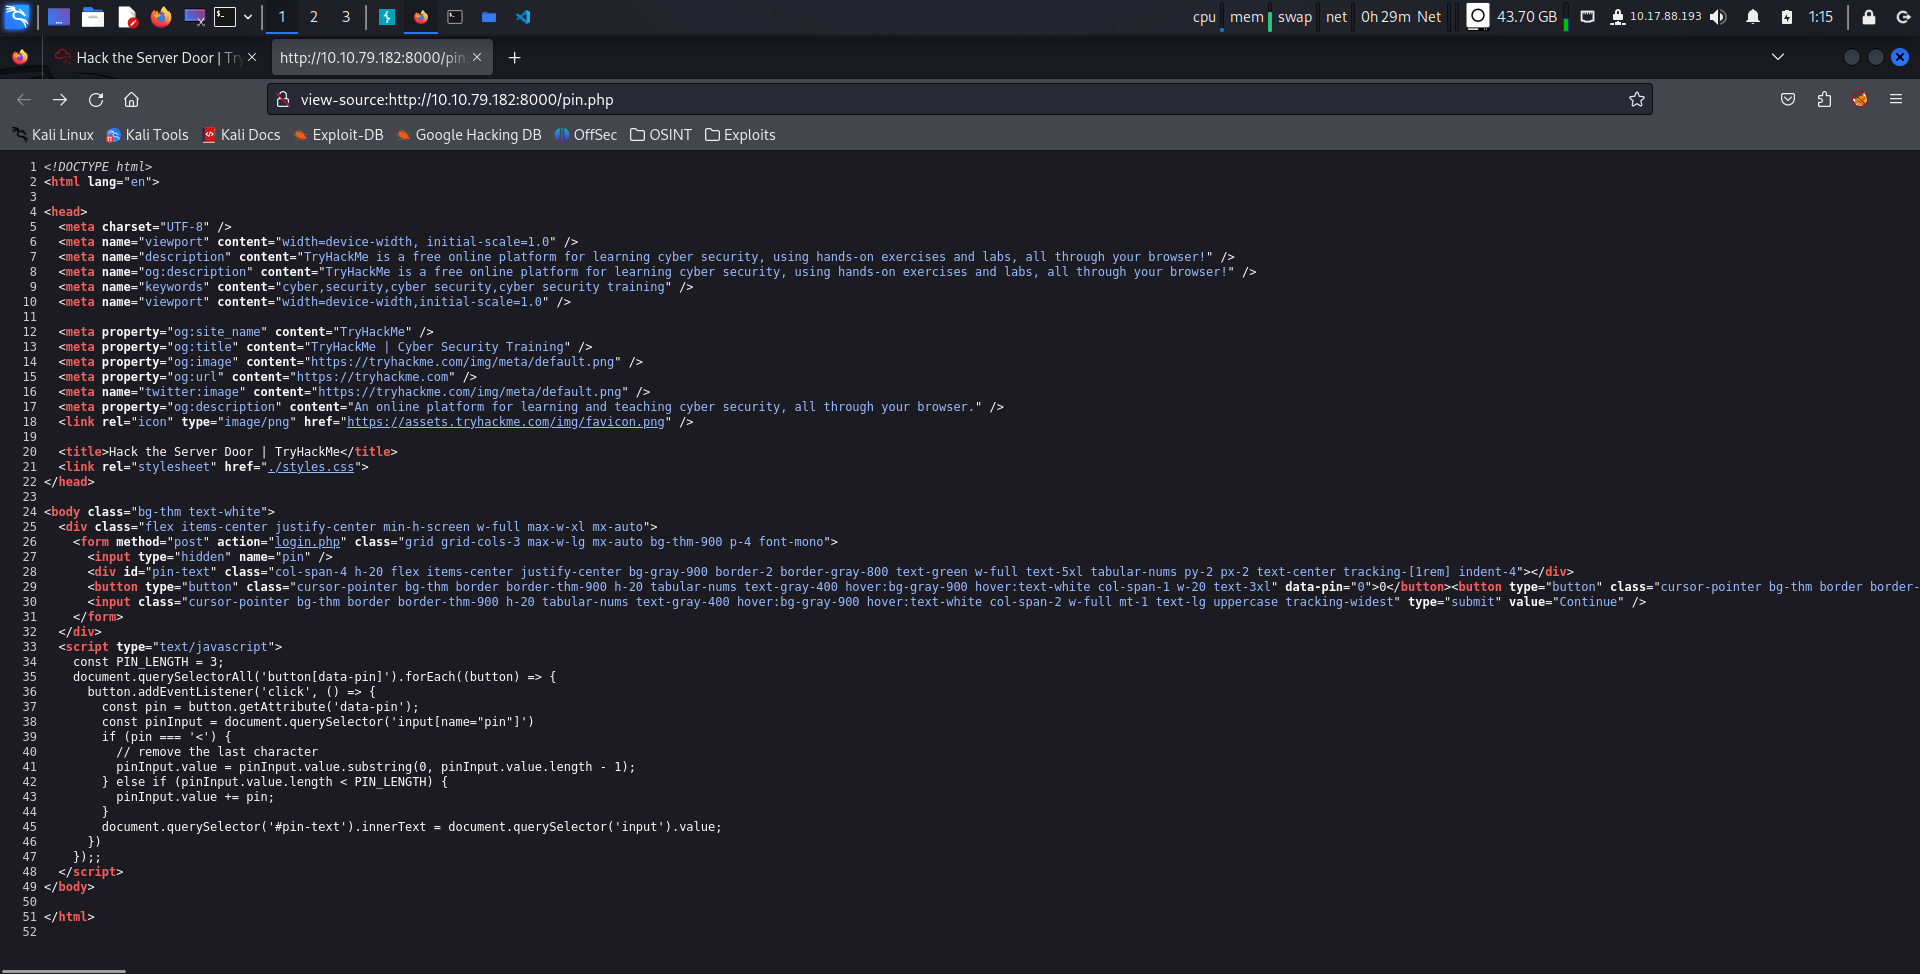 1 2 3 cpu mem swap net 0h 29m Net 43.70 GB 10.17.88.193 1:15
Hack the Server Door | Try http://10.10.79.182:8000/pin
view-source:http://10.10.79.182:8000/pin.php
Kali Linux Kali Tools Kali Docs Exploit-DB Google Hacking DB OffSec OSINT Exploits
1 <!DOCTYPE html>
2 <html lang="en">
3
4 <head>
5 <meta charset="UTF-8" />
6 <meta name="viewport" content="width=device-width, initial-scale=1.0" />
7 <meta name="description" content="TryHackMe is a free online platform for learning cyber security, using hands-on exercises and labs, all through your browser!" />
8 <meta name="og:description" content="TryHackMe is a free online platform for learning cyber security, using hands-on exercises and labs, all through your browser!" />
9 <meta name="keywords" content="cyber,security,cyber security,cyber security training" />
10 <meta name="viewport" content="width=device-width,initial-scale=1.0" />
11
12 <meta property="og:site_name" content="TryHackMe" />
13 <meta property="og:title" content="TryHackMe | Cyber Security Training" />
14 <meta property="og:image" content="https://tryhackme.com/img/meta/default.png" />
15 <meta property="og:url" content="https://tryhackme.com" />
16 <meta name="twitter:image" content="https://tryhackme.com/img/meta/default.png" />
17 <meta property="og:description" content="An online platform for learning and teaching cyber security, all through your browser." />
18 <link rel="icon" type="image/png" href="https://assets.tryhackme.com/img/favicon.png" />
19
20 <title>Hack the Server Door | TryHackMe</title>
21 <link rel="stylesheet" href="./styles.css">
22 </head>
23
24 <body class="bg-thm text-white">
25 <div class="flex items-center justify-center min-h-screen w-full max-w-xl mx-auto">
26 <form method="post" action="login.php" class="grid grid-cols-3 max-w-lg mx-auto bg-thm-900 p-4 font-mono">
27 <input type="hidden" name="pin" />
28 <div id="pin-text" class="col-span-4 h-20 flex items-center justify-center bg-gray-900 border-2 border-gray-800 text-green w-full text-5xl tabular-nums py-2 px-2 text-center tracking-[1rem] indent-4"></div>
29 <button type="button" class="cursor-pointer bg-thm border border-thm-900 h-20 tabular-nums text-gray-400 hover:bg-gray-900 hover:text-white col-span-1 w-20 text-3xl" data-pin="0">0</button><button type="button" class="cursor-pointer bg-thm border border-
30 <input class="cursor-pointer bg-thm border border-thm-900 h-20 tabular-nums text-gray-400 hover:bg-gray-900 hover:text-white col-span-2 w-full mt-1 text-lg uppercase tracking-widest" type="submit" value="Continue" />
31 </form>
32 </div>
33 <script type="text/javascript">
34 const PIN_LENGTH = 3;
35 document.querySelectorAll('button[data-pin]').forEach((button) => {
36 button.addEventListener('click', () => {
37 const pin = button.getAttribute('data-pin');
38 const pinInput = document.querySelector('input[name="pin"]')
39 if (pin === '<') {
40 // remove the last character
41 pinInput.value = pinInput.value.substring(0, pinInput.value.length - 1);
42 } else if (pinInput.value.length < PIN_LENGTH) {
43 pinInput.value += pin;
44 }
45 document.querySelector('#pin-text').innerText = document.querySelector('input').value;
46 })
47 });;
48 </script>
49 </body>
50
51 </html>
52